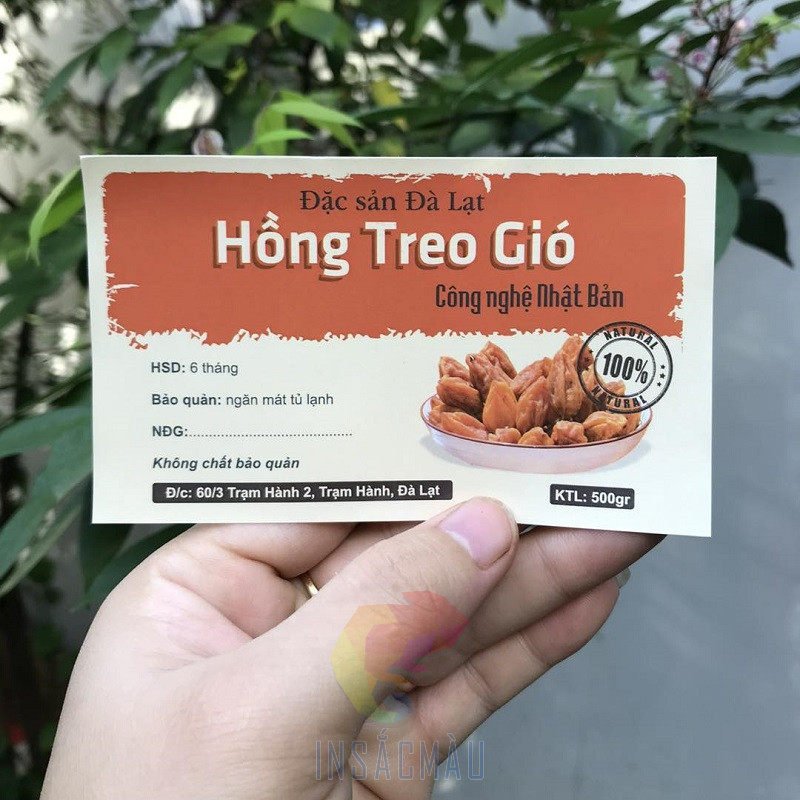 Đặc sản Đà Lạt
Hồng Treo Gió
Công nghệ Nhật Bản
HSD: 6 tháng
Bảo quản: ngăn mát tủ lạnh
NĐG:....................................
Không chất bảo quản
Đ/c: 60/3 Trạm Hành 2, Trạm Hành, Đà Lạt
NATURAL
100%
NATURAL
KTL: 500gr
INSẮCMÀU